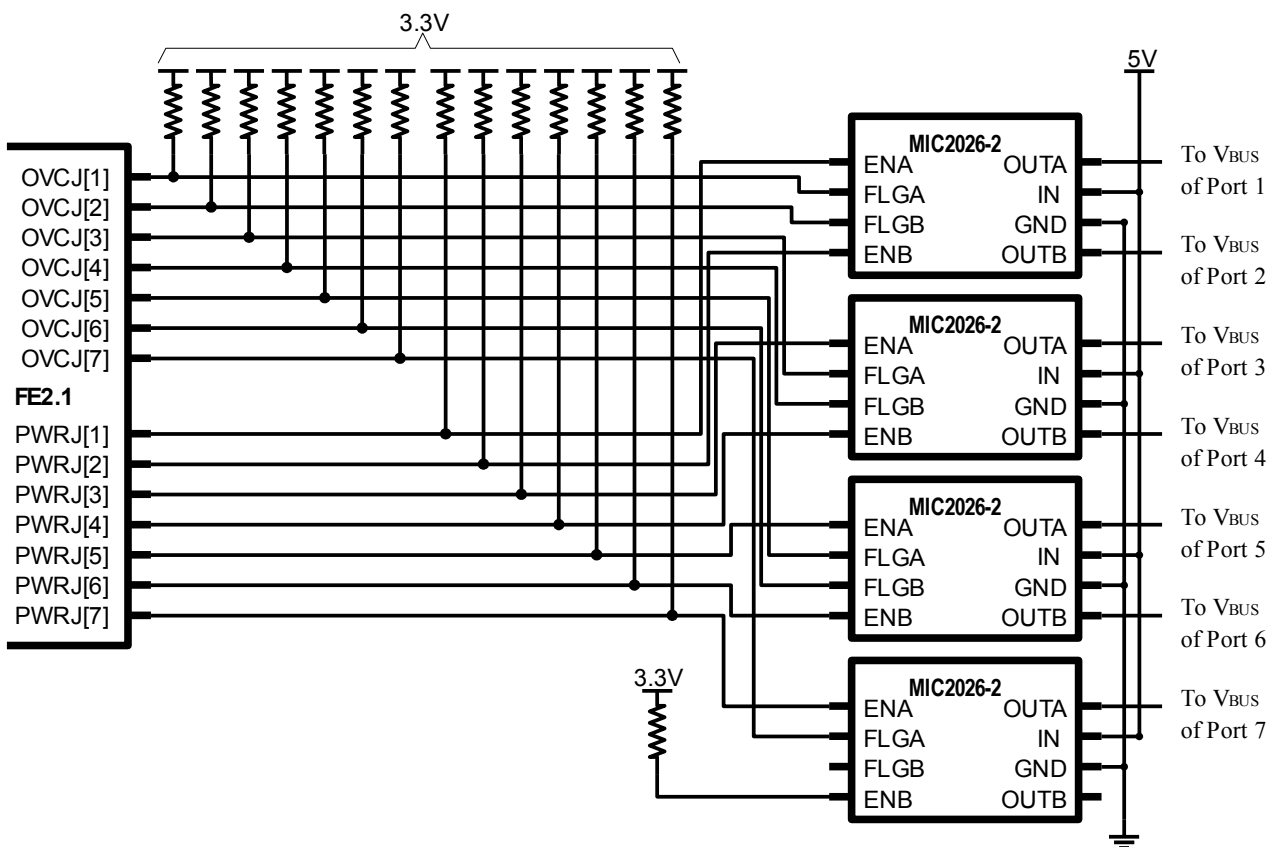 3.3V
5V
OVCJ[1]
OVCJ[2]
OVCJ[3]
OVCJ[4]
OVCJ[5]
OVCJ[6]
OVCJ[7]
FE2.1
PWRJ[1]
PWRJ[2]
PWRJ[3]
PWRJ[4]
PWRJ[5]
PWRJ[6]
PWRJ[7]
3.3V
MIC2026-2
ENA OUTA
FLGA IN
FLGB GND
ENB OUTB
To VBUS
of Port 1
To VBUS
of Port 2
MIC2026-2
ENA OUTA
FLGA IN
FLGB GND
ENB OUTB
To VBUS
of Port 3
To VBUS
of Port 4
MIC2026-2
ENA OUTA
FLGA IN
FLGB GND
ENB OUTB
To VBUS
of Port 5
To VBUS
of Port 6
MIC2026-2
ENA OUTA
FLGA IN
FLGB GND
ENB OUTB
To VBUS
of Port 7